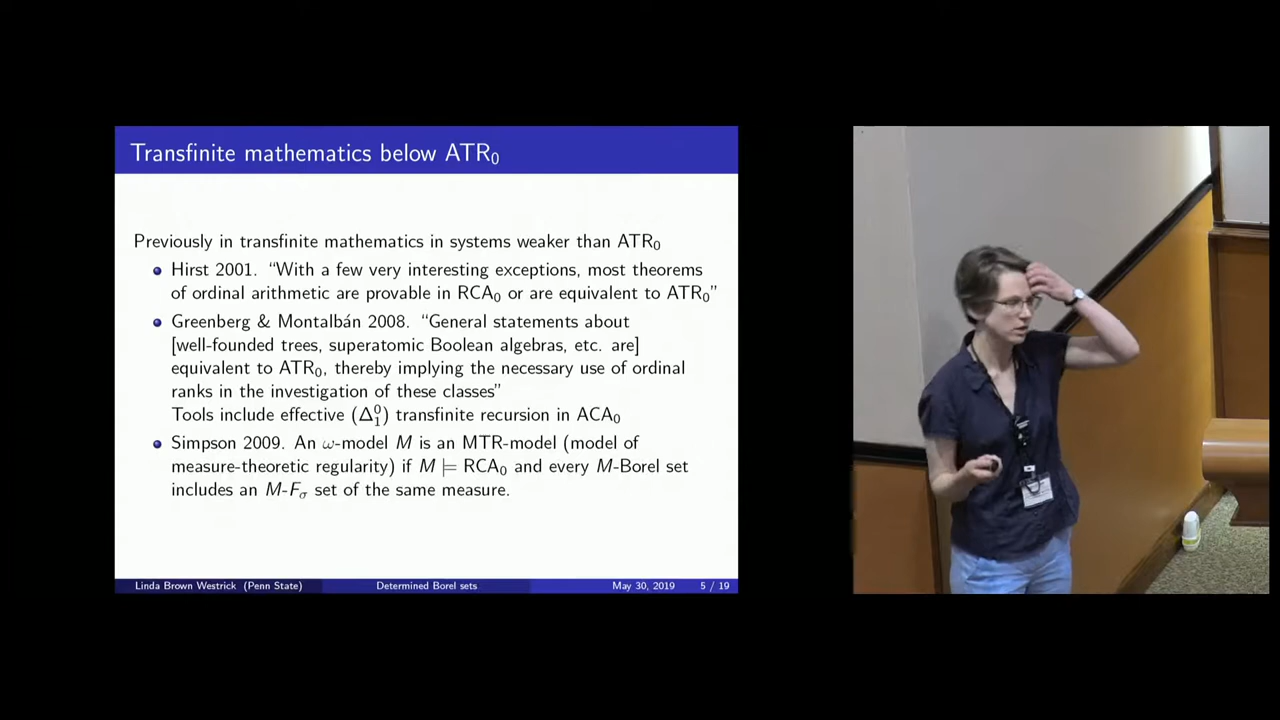 Transfinite mathematics below ATR₀
Previously in transfinite mathematics in systems weaker than ATR₀
Hirst 2001. “With a few very interesting exceptions, most theorems
of ordinal arithmetic are provable in RCA₀ or are equivalent to ATR₀”
Greenberg & Montalbán 2008. “General statements about
[well-founded trees, superatomic Boolean algebras, etc. are]
equivalent to ATR₀, thereby implying the necessary use of ordinal
ranks in the investigation of these classes”
Tools include effective (Δ⁰₁) transfinite recursion in ACA₀
Simpson 2009. An ω-model M is an MTR-model (model of
measure-theoretic regularity) if M ⊨ RCA₀ and every M-Borel set
includes an M-Fσ set of the same measure.
Linda Brown Westrick (Penn State) Determined Borel sets May 30, 2019 5 / 19